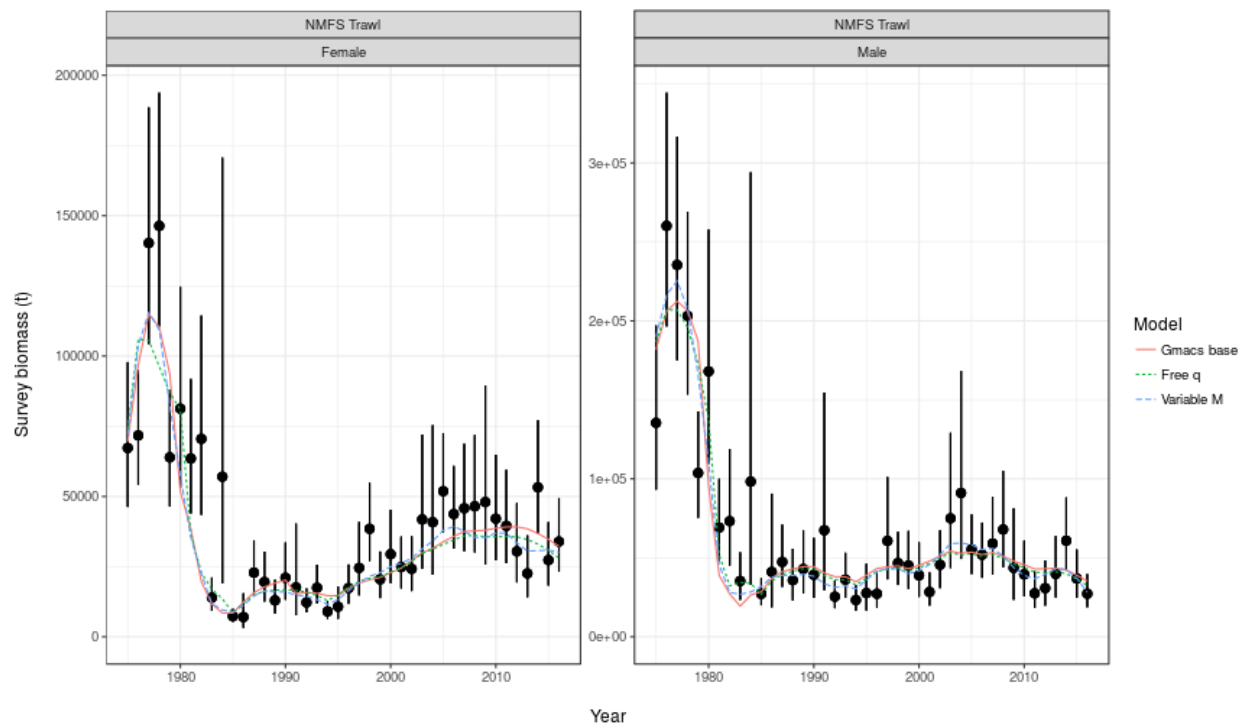 NMFS Trawl
Female
NMFS Trawl
Male
Survey biomass (t)
200000
150000
100000
50000
0
3e+05
2e+05
1e+05
0e+00
1980
1990
2000
2010
1980
1990
2000
2010
Year
Model
Gmacs base
Free q
Variable M